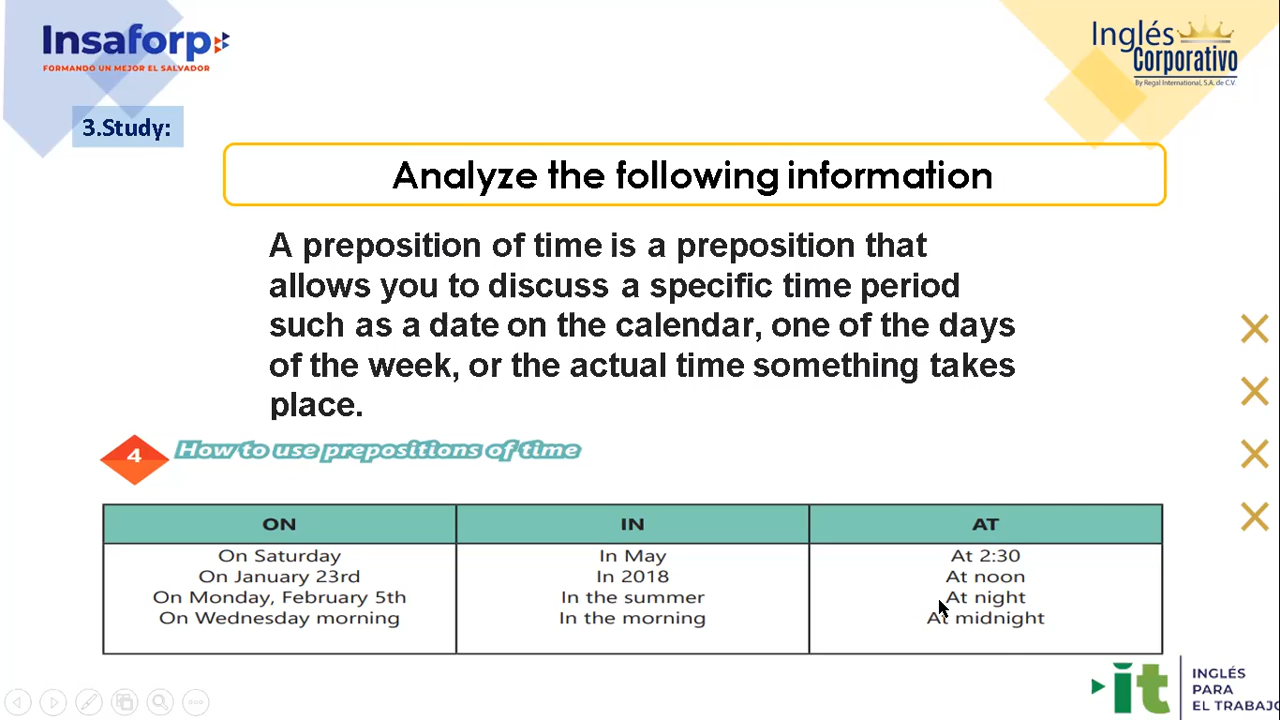 Insaforp
FORMANDO UN MEJOR EL SALVADOR
Inglés
Corporativo
By Regal International, S.A. de C.V.
3.Study:
Analyze the following information
A preposition of time is a preposition that
allows you to discuss a specific time period
such as a date on the calendar, one of the days
of the week, or the actual time something takes
place.
4
How to use prepositions of time
ON
IN
AT
On Saturday
On January 23rd
On Monday, February 5th
On Wednesday morning
In May
In 2018
In the summer
In the morning
At 2:30
At noon
At night
At midnight
it
INGLÉS
PARA
EL TRABAJO